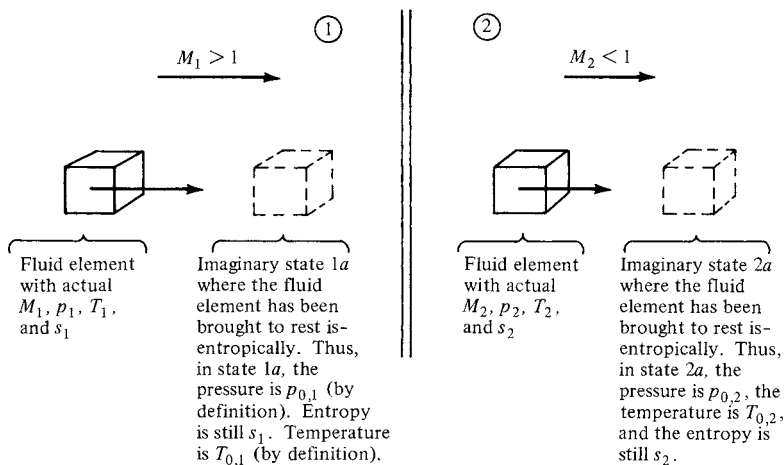 ①
②
M₁ > 1
M₂ < 1
Fluid element
with actual
M₁, p₁, T₁,
and s₁
Imaginary state 1a
where the fluid
element has been
brought to rest is-
entropically. Thus,
in state 1a, the
pressure is p₀,₁ (by
definition). Entropy
is still s₁. Temperature
is T₀,₁ (by definition).
Fluid element
with actual
M₂, p₂, T₂,
and s₂
Imaginary state 2a
where the fluid
element has been
brought to rest is-
entropically. Thus,
in state 2a, the
pressure is p₀,₂, the
temperature is T₀,₂,
and the entropy is
still s₂.